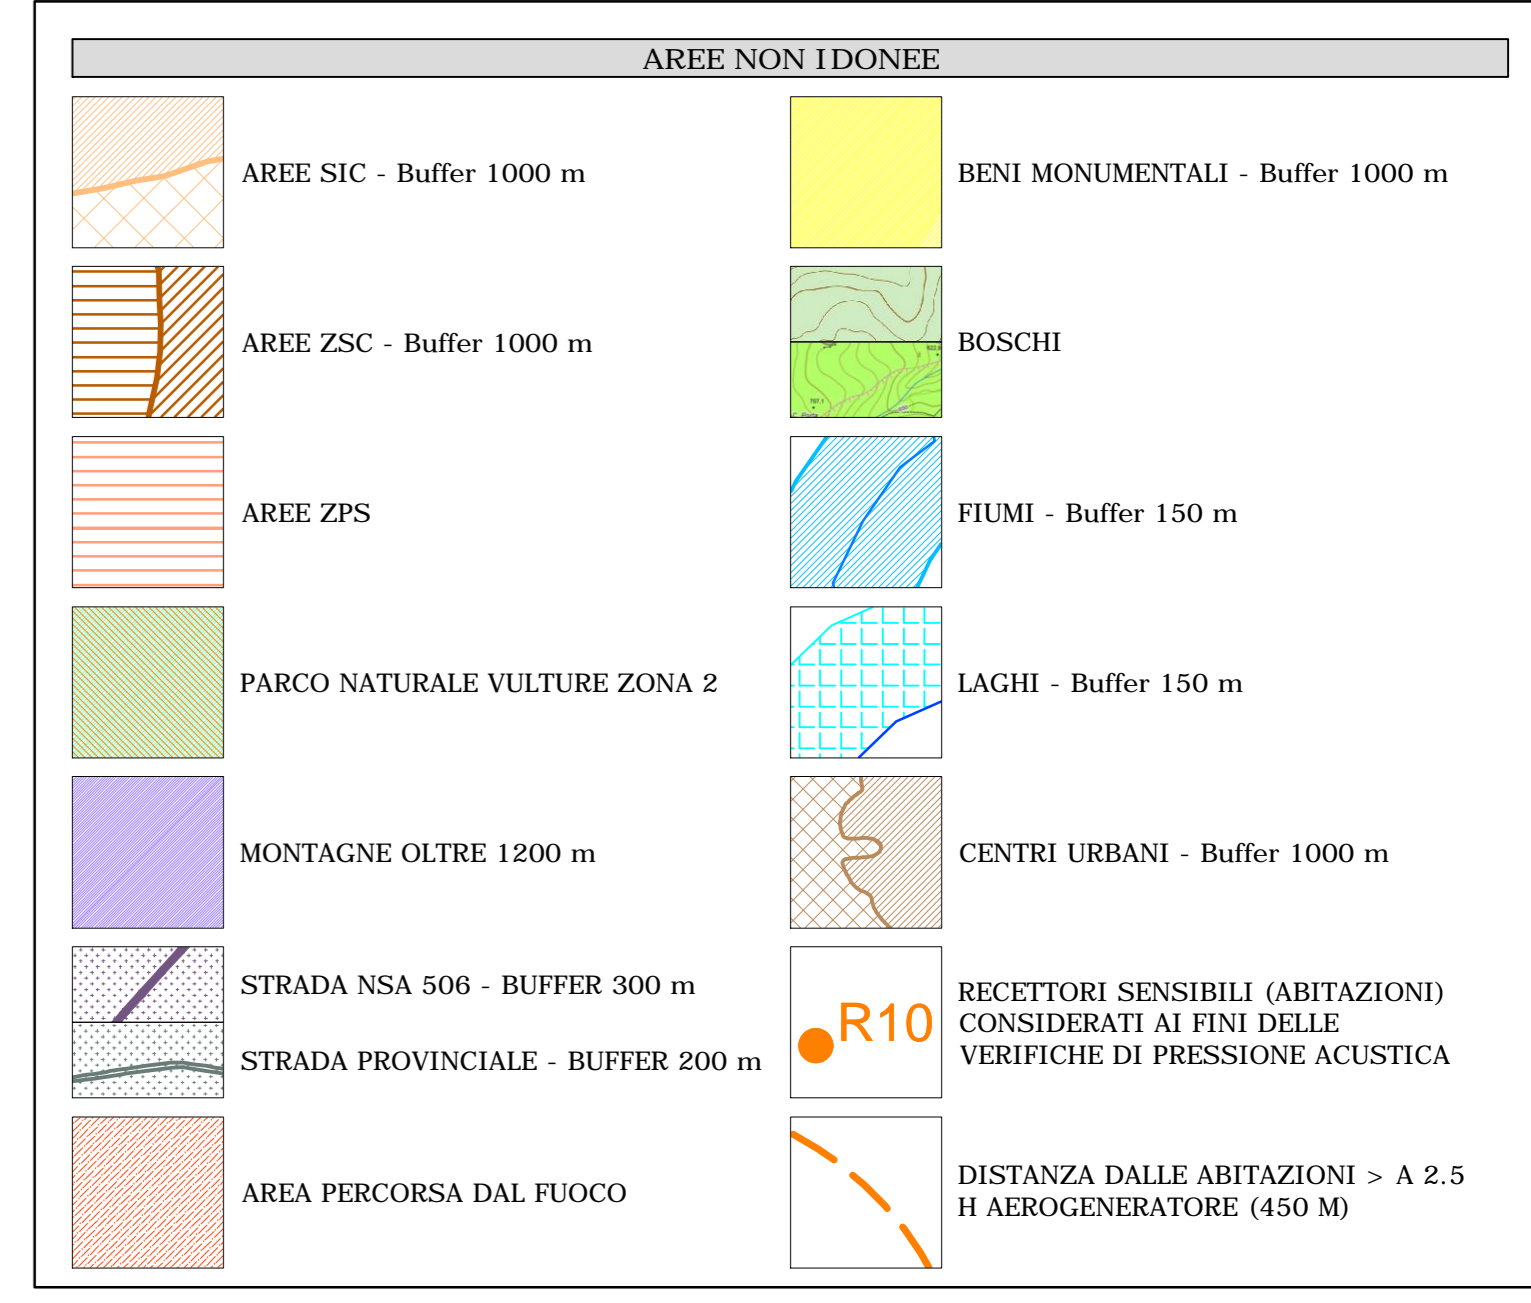 AREE NON IDONEE
AREE SIC - Buffer 1000 m
AREE ZSC - Buffer 1000 m
AREE ZPS
PARCO NATURALE VULTURE ZONA 2
MONTAGNE OLTRE 1200 m
STRADA NSA 506 - BUFFER 300 m
STRADA PROVINCIALE - BUFFER 200 m
AREA PERCORSA DAL FUOCO
BENI MONUMENTALI - Buffer 1000 m
BOSCHI
FIUMI - Buffer 150 m
LAGHI - Buffer 150 m
CENTRI URBANI - Buffer 1000 m
R10
RECETTORI SENSIBILI (ABITAZIONI)
CONSIDERATI AI FINI DELLE
VERIFICHE DI PRESSIONE ACUSTICA
DISTANZA DALLE ABITAZIONI > A 2.5
H AEROGENERATORE (450 M)